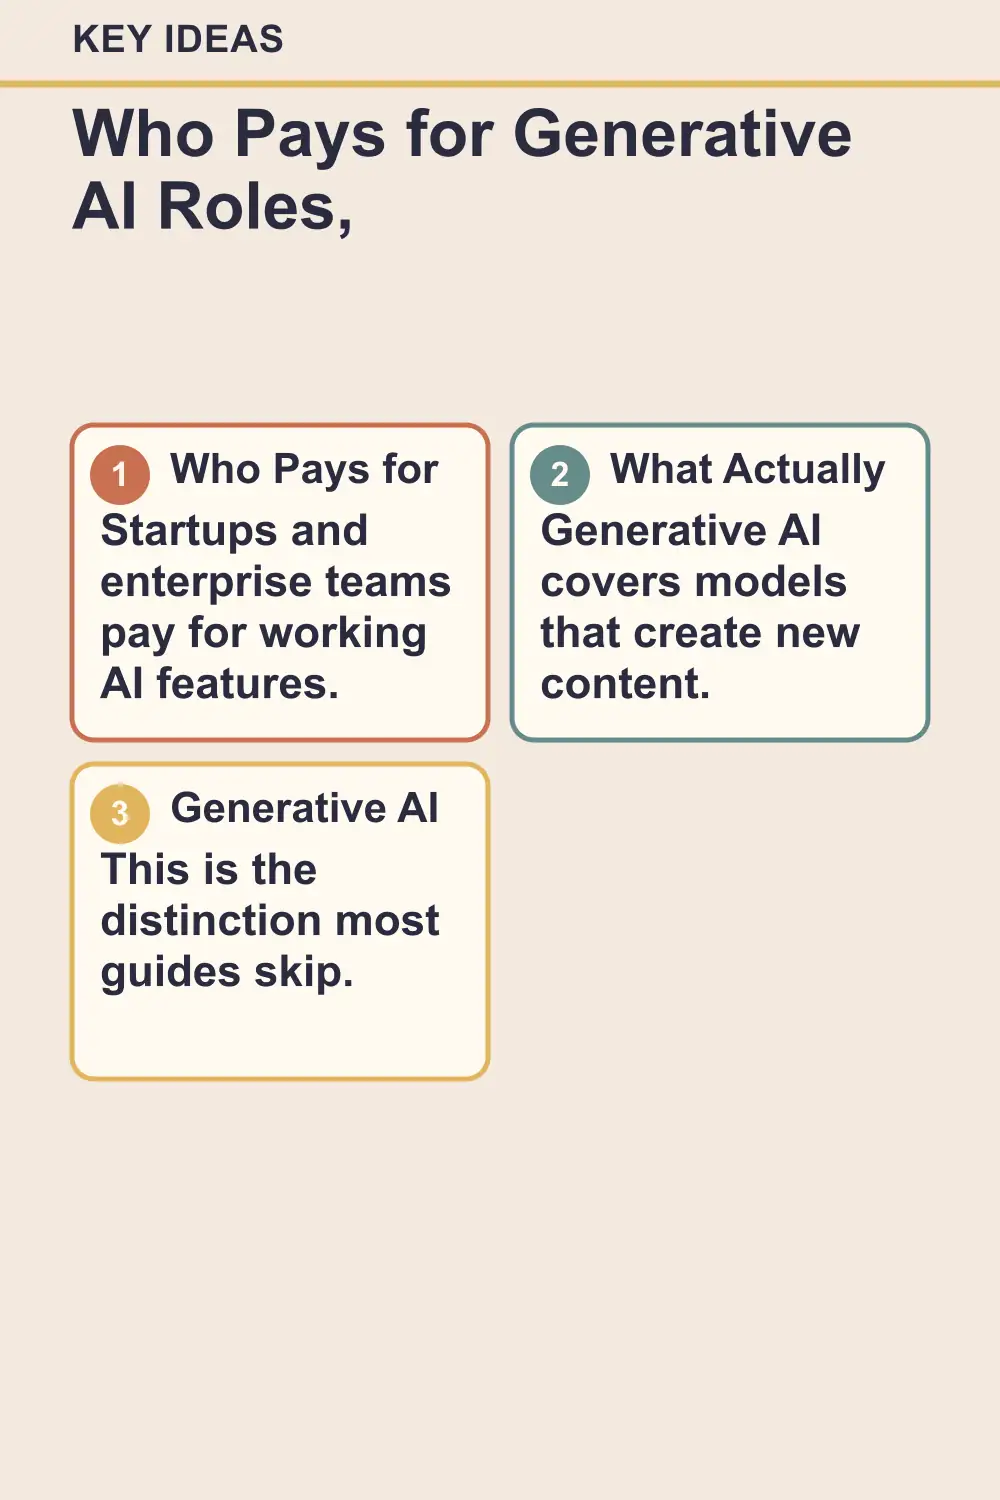 KEY IDEAS
Who Pays for Generative
AI Roles,
1 Who Pays for
Startups and
enterprise teams
pay for working
AI features.
2 What Actually
Generative AI
covers models
that create new
content.
3 Generative AI
This is the
distinction most
guides skip.